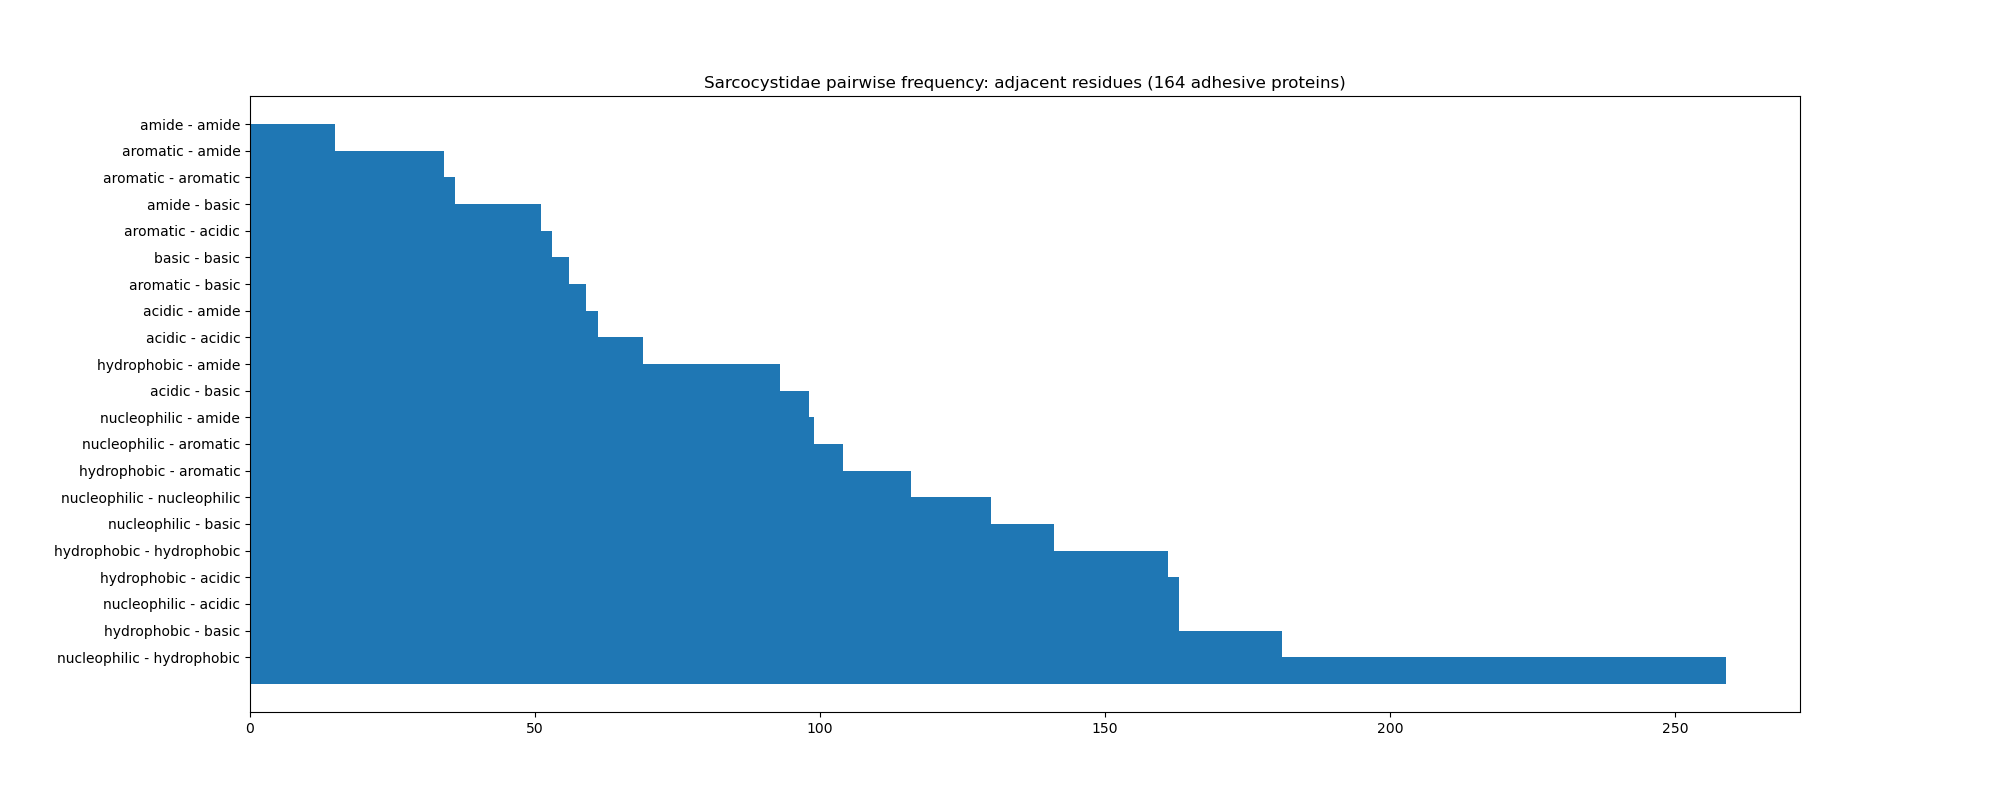 Sarcocystidae pairwise frequency: adjacent residues (164 adhesive proteins)
amide - amide
aromatic - amide
aromatic - aromatic
amide - basic
aromatic - acidic
basic - basic
aromatic - basic
acidic - amide
acidic - acidic
hydrophobic - amide
acidic - basic
nucleophilic - amide
nucleophilic - aromatic
hydrophobic - aromatic
nucleophilic - nucleophilic
nucleophilic - basic
hydrophobic - hydrophobic
hydrophobic - acidic
nucleophilic - acidic
hydrophobic - basic
nucleophilic - hydrophobic
0 50 100 150 200 250